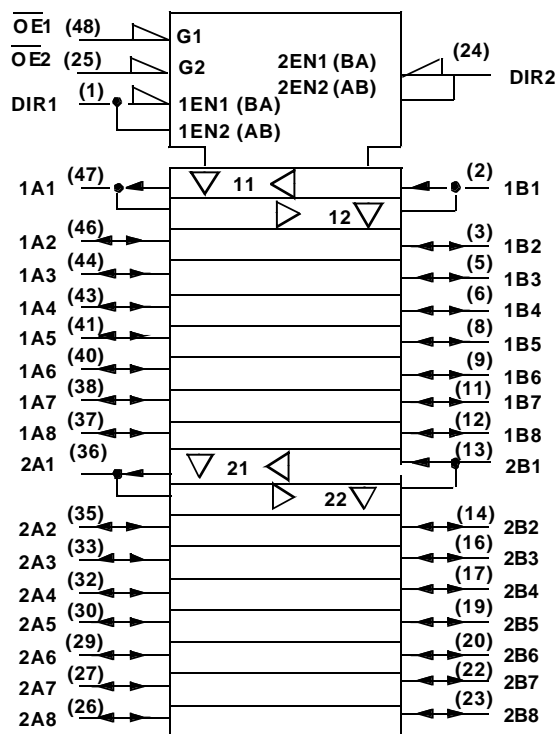 OE1 (48) G1
OE2 (25) G2 2EN1 (BA) (24)
2EN2 (AB) DIR2
DIR1 (1) 1EN1 (BA)
1EN2 (AB)
1A1 (47) 11 (2) 1B1
12
1A2 (46) (3) 1B2
1A3 (44) (5) 1B3
1A4 (43) (6) 1B4
1A5 (41) (8) 1B5
1A6 (40) (9) 1B6
1A7 (38) (11) 1B7
1A8 (37) (12) 1B8
2A1 (36) 21 (13) 2B1
22
2A2 (35) (14) 2B2
2A3 (33) (16) 2B3
2A4 (32) (17) 2B4
2A5 (30) (19) 2B5
2A6 (29) (20) 2B6
2A7 (27) (22) 2B7
2A8 (26) (23) 2B8